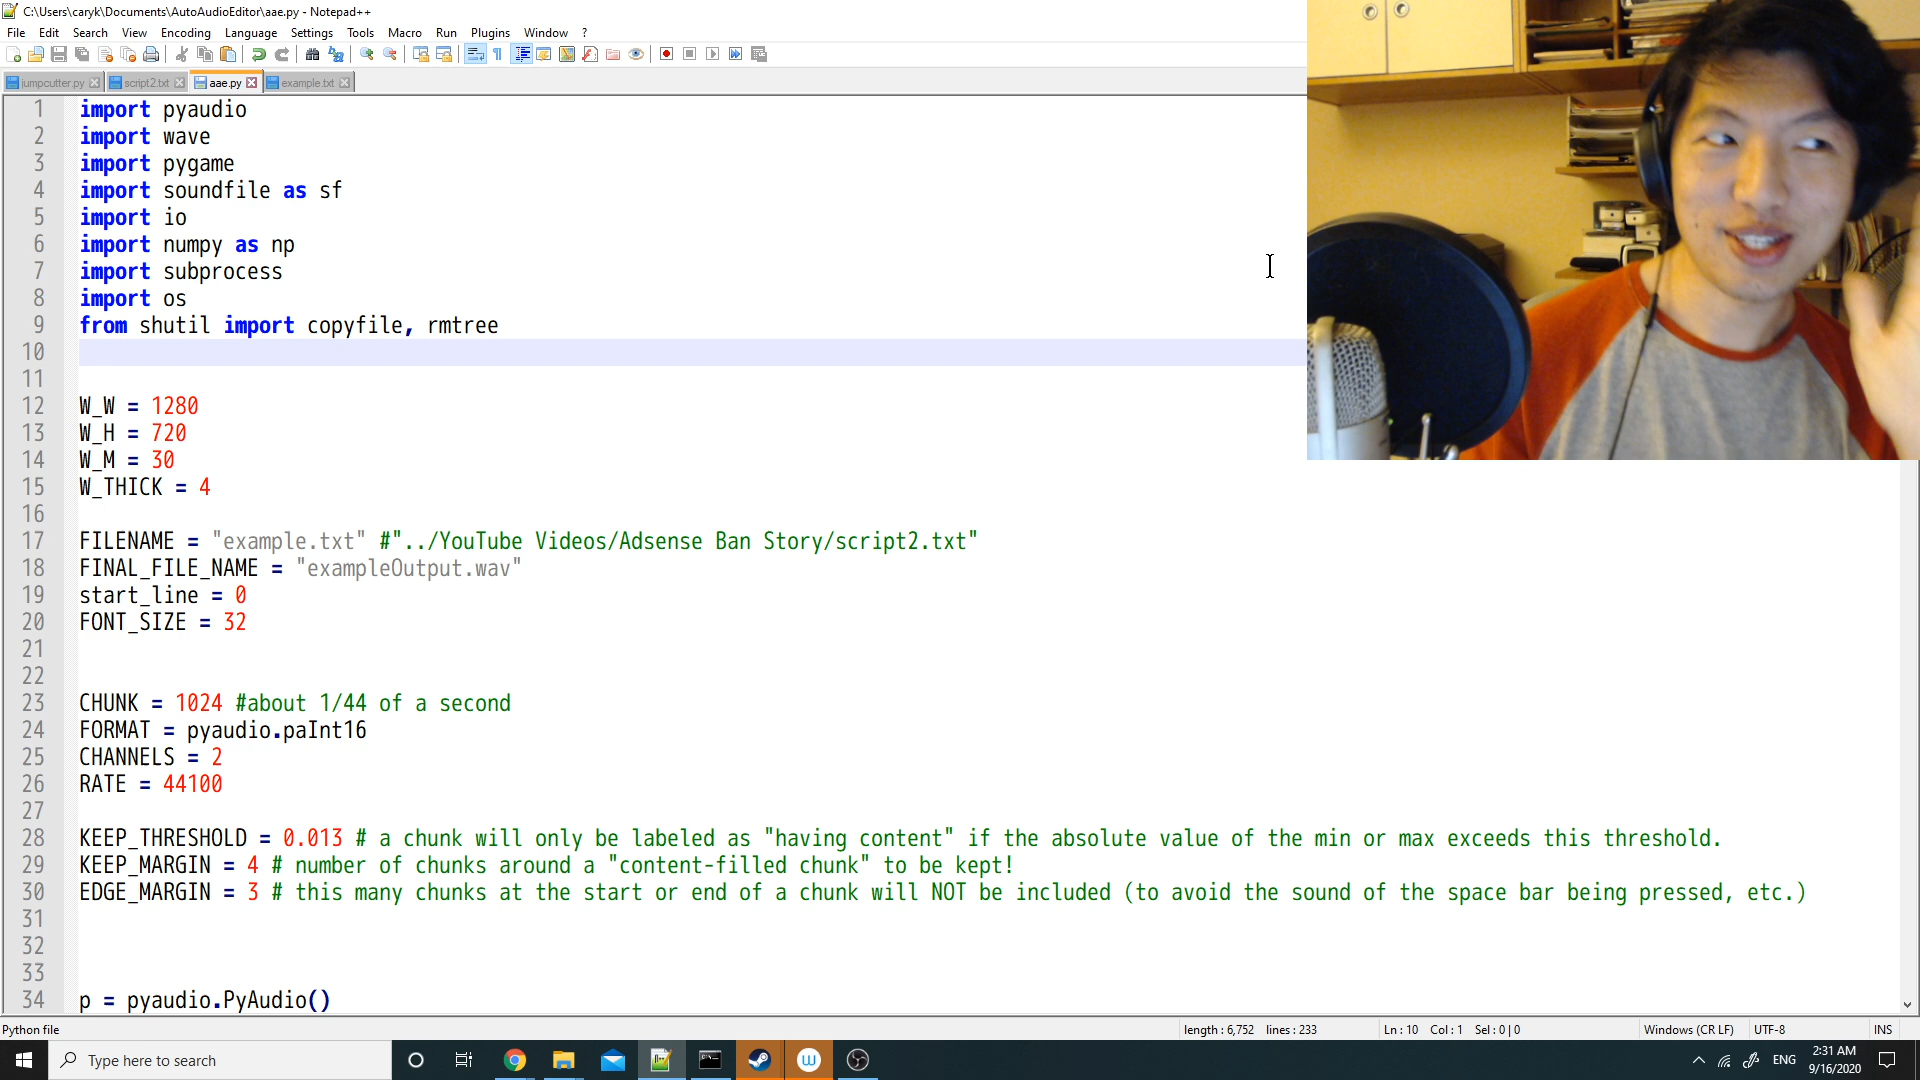 C:\Users\caryk\Documents\AutoAudioEditor\aae.py - Notepad++
File Edit Search View Encoding Language Settings Tools Macro Run Plugins Window ?
jumpcutter.py script2.txt aae.py example.txt
1 import pyaudio
2 import wave
3 import pygame
4 import soundfile as sf
5 import io
6 import numpy as np
7 import subprocess
8 import os
9 from shutil import copyfile, rmtree
10
11
12 W_W = 1280
13 W_H = 720
14 W_M = 30
15 W_THICK = 4
16
17 FILENAME = "example.txt" #"../YouTube Videos/Adsense Ban Story/script2.txt"
18 FINAL_FILE_NAME = "exampleOutput.wav"
19 start_line = 0
20 FONT_SIZE = 32
21
22
23 CHUNK = 1024 #about 1/44 of a second
24 FORMAT = pyaudio.paInt16
25 CHANNELS = 2
26 RATE = 44100
27
28 KEEP_THRESHOLD = 0.013 # a chunk will only be labeled as "having content" if the absolute value of the min or max exceeds this threshold.
29 KEEP_MARGIN = 4 # number of chunks around a "content-filled chunk" to be kept!
30 EDGE_MARGIN = 3 # this many chunks at the start or end of a chunk will NOT be included (to avoid the sound of the space bar being pressed, etc.)
31
32
33
34 p = pyaudio.PyAudio()
Python file length : 6,752 lines : 233 Ln : 10 Col : 1 Sel : 0 | 0 Windows (CR LF) UTF-8 INS
Type here to search W ENG 2:31 AM
9/16/2020